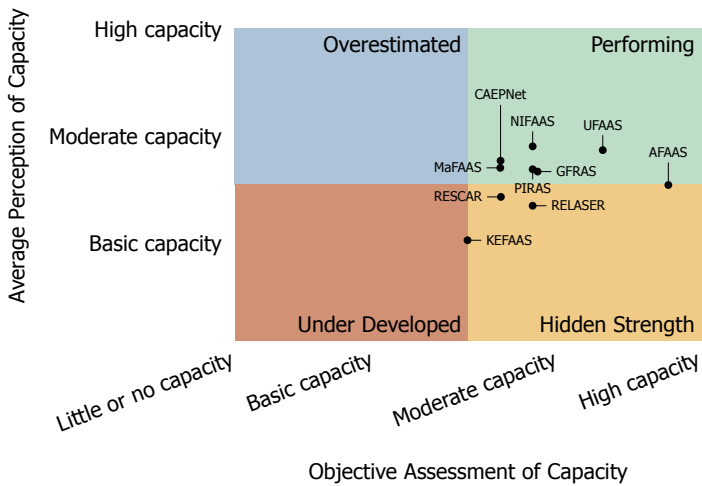 High capacity
Overestimated
Performing
CAEPNet
NIFAAS
UFAAS
Moderate capacity
AFAAS
MaFAAS
GFRAS
PIRAS
RESCAR
RELASER
KEFAAS
Basic capacity
Average Perception of Capacity
Under Developed
Hidden Strength
Little or no capacity
Basic capacity
Moderate capacity
High capacity
Objective Assessment of Capacity